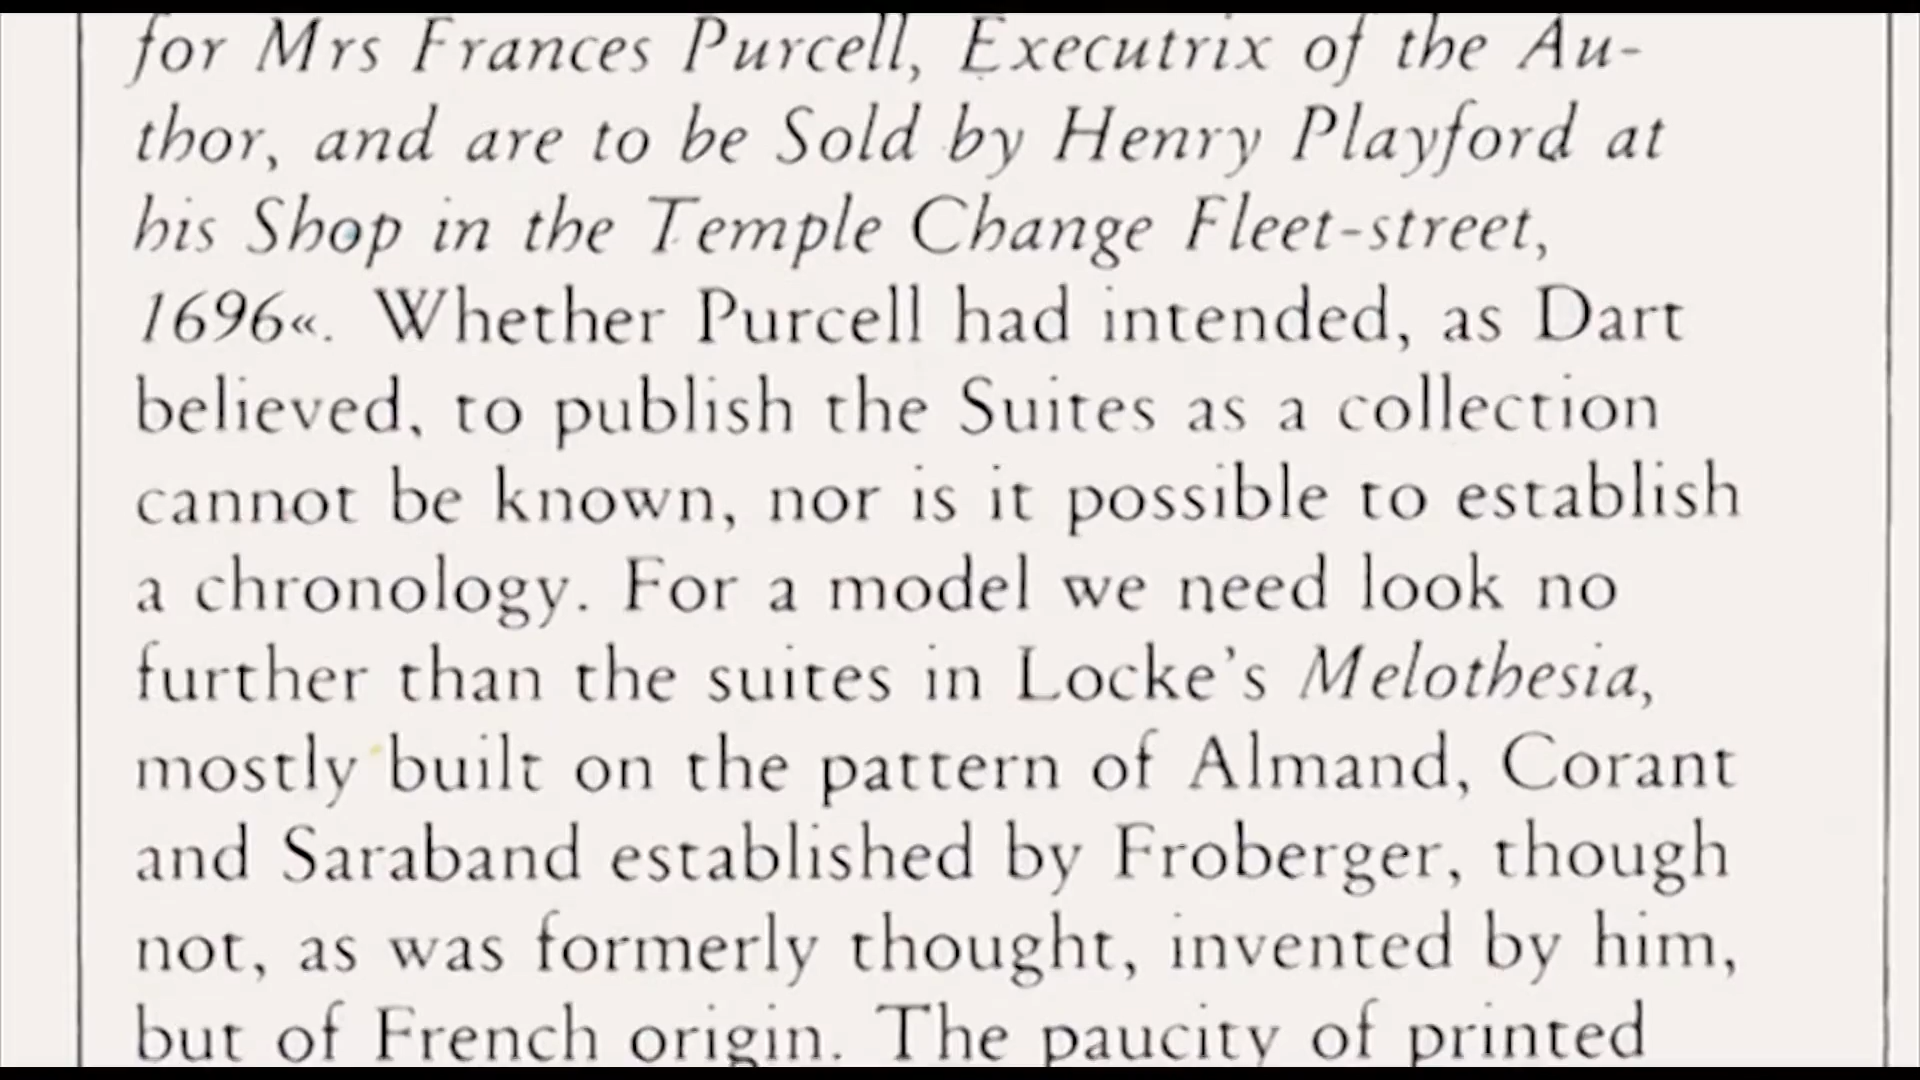 for Mrs Frances Purcell, Executrix of the Au-
thor, and are to be Sold by Henry Playford at
his Shop in the Temple Change Fleet-street,
1696«. Whether Purcell had intended, as Dart
believed, to publish the Suites as a collection
cannot be known, nor is it possible to establish
a chronology. For a model we need look no
further than the suites in Locke's Melothesia,
mostly built on the pattern of Almand, Corant
and Saraband established by Froberger, though
not, as was formerly thought, invented by him,
but of French origin. The paucity of printed